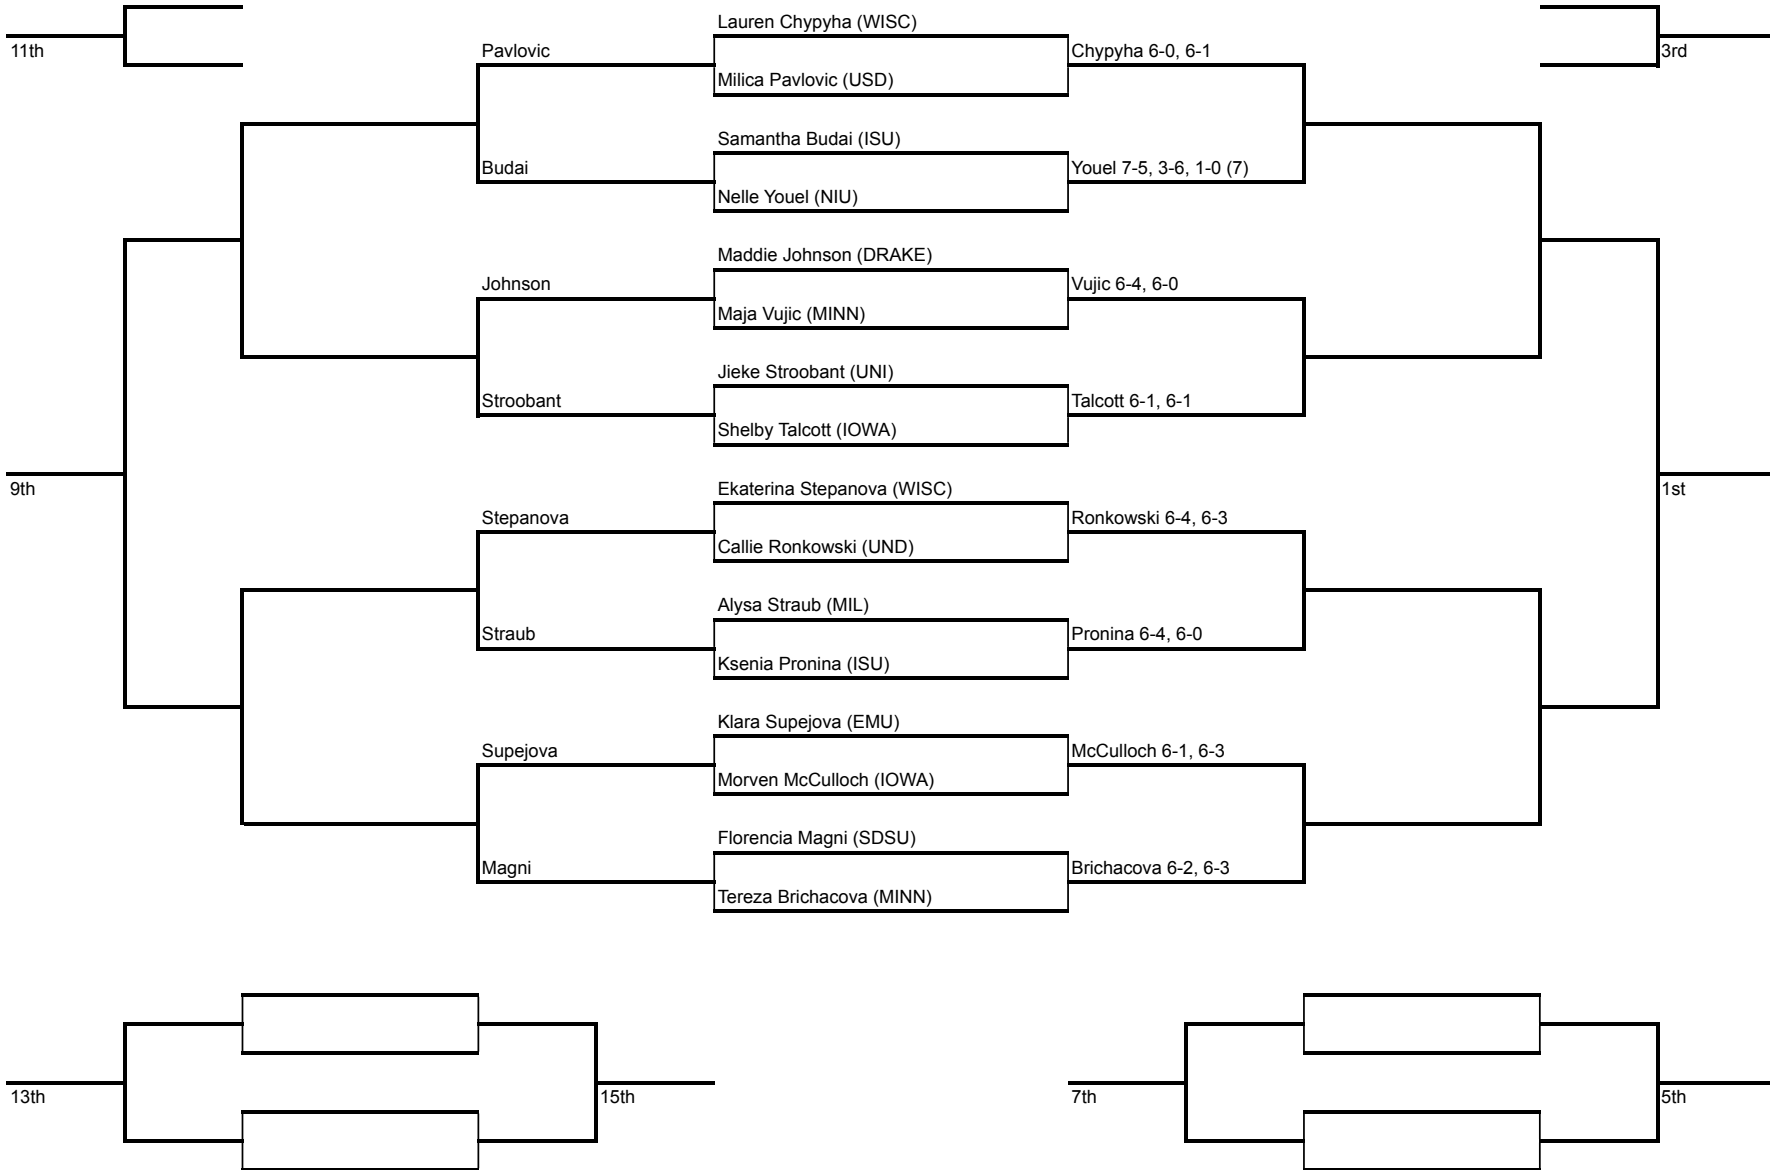 Lauren Chypyha (WISC)
11th
Pavlovic
Chypyha 6-0, 6-1
3rd
Milica Pavlovic (USD)
Samantha Budai (ISU)
Budai
Youel 7-5, 3-6, 1-0 (7)
Nelle Youel (NIU)
Maddie Johnson (DRAKE)
Johnson
Vujic 6-4, 6-0
Maja Vujic (MINN)
Jieke Stroobant (UNI)
Stroobant
Talcott 6-1, 6-1
Shelby Talcott (IOWA)
9th
Ekaterina Stepanova (WISC)
1st
Stepanova
Ronkowski 6-4, 6-3
Callie Ronkowski (UND)
Alysa Straub (MIL)
Straub
Pronina 6-4, 6-0
Ksenia Pronina (ISU)
Klara Supejova (EMU)
Supejova
McCulloch 6-1, 6-3
Morven McCulloch (IOWA)
Florencia Magni (SDSU)
Magni
Brichacova 6-2, 6-3
Tereza Brichacova (MINN)
13th
15th
7th
5th